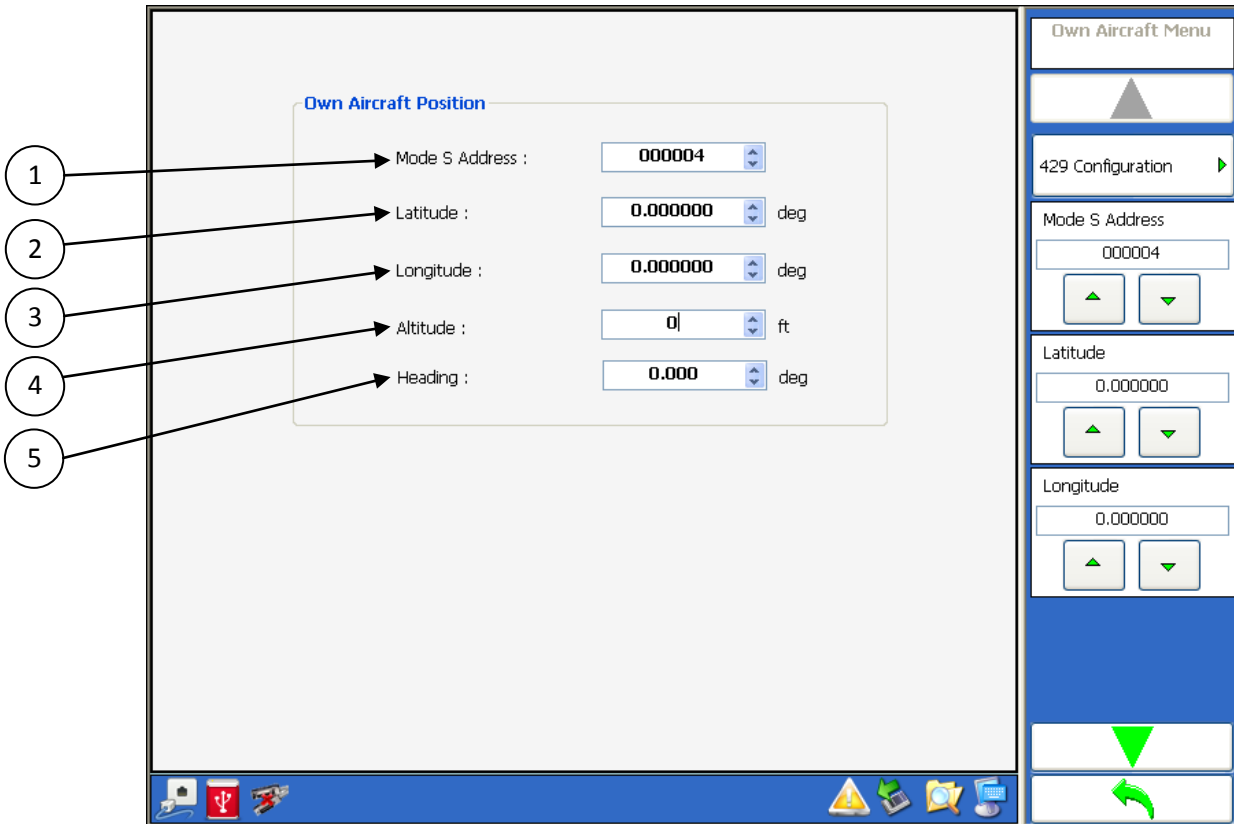 Own Aircraft Position
1
Mode S Address : 000004
2
Latitude : 0.000000 deg
3
Longitude : 0.000000 deg
4
Altitude : 0 ft
5
Heading : 0.000 deg
Own Aircraft Menu
429 Configuration
Mode S Address
000004
Latitude
0.000000
Longitude
0.000000